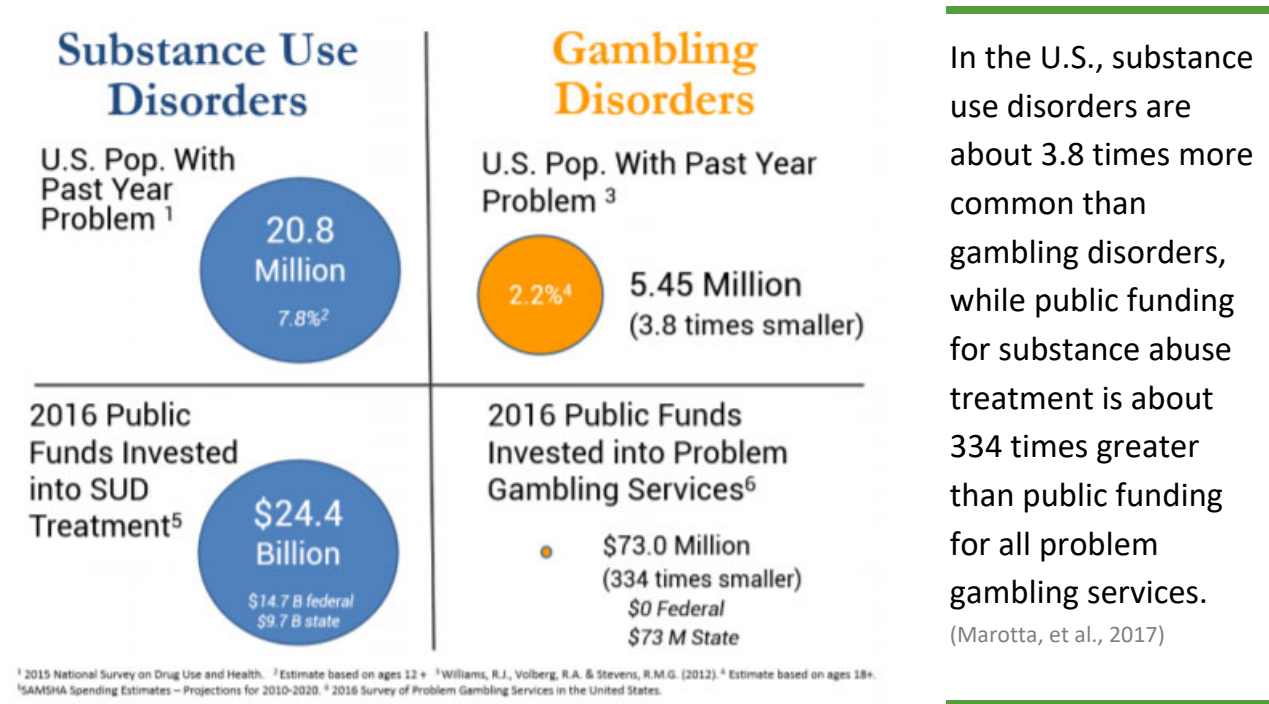 Substance Use
Disorders
U.S. Pop. With
Past Year
Problem ¹
20.8
Million
7.8%²
Gambling
Disorders
U.S. Pop. With Past Year
Problem ³
2.2%⁴
5.45 Million
(3.8 times smaller)
2016 Public
Funds Invested
into SUD
Treatment⁵
$24.4
Billion
$14.7 B federal
$9.7 B state
2016 Public Funds
Invested into Problem
Gambling Services⁶
$73.0 Million
(334 times smaller)
$0 Federal
$73 M State
¹ 2015 National Survey on Drug Use and Health. ² Estimate based on ages 12 + ³ Williams, R.J., Volberg, R.A. & Stevens, R.M.G. (2012). ⁴ Estimate based on ages 18+.
⁵SAMSHA Spending Estimates – Projections for 2010-2020. ⁶ 2016 Survey of Problem Gambling Services in the United States.
In the U.S., substance
use disorders are
about 3.8 times more
common than
gambling disorders,
while public funding
for substance abuse
treatment is about
334 times greater
than public funding
for all problem
gambling services.
(Marotta, et al., 2017)